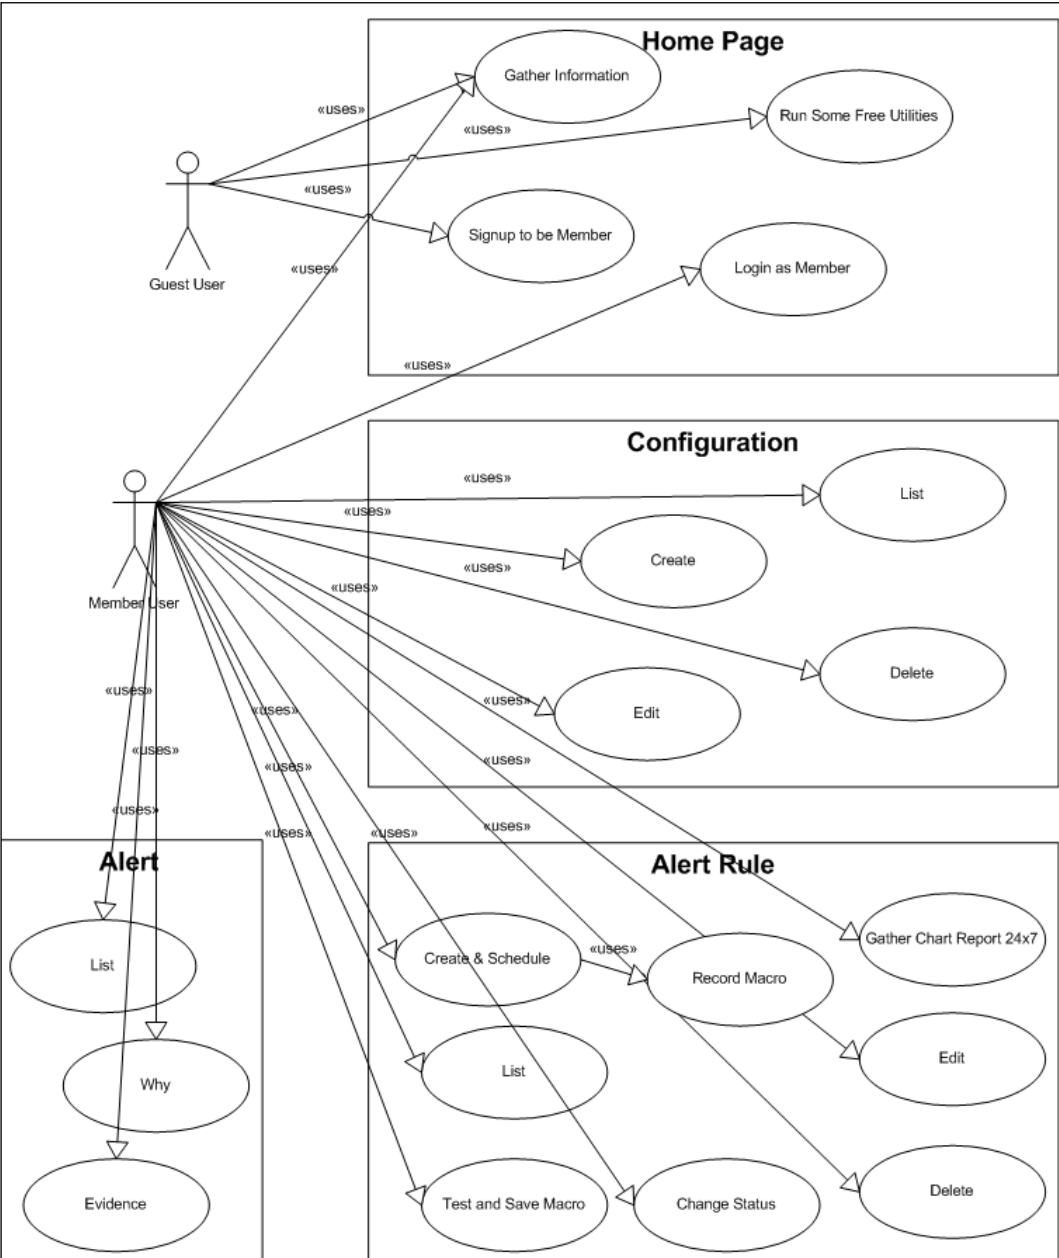 Home Page
Gather Information
Run Some Free Utilities
«uses»
«uses»
«uses»
Signup to be Member
Login as Member
«uses»
Guest User
«uses»
Configuration
«uses»
List
«uses»
Create
«uses»
«uses»
Member User
Delete
«uses»
«uses»
«uses»
Edit
«uses»
«uses»
«uses»
«uses»
«uses»
«uses»
«uses»
Alert
Alert Rule
Gather Chart Report 24x7
«uses»
Create & Schedule
List
Record Macro
Edit
List
Why
Delete
Evidence
Test and Save Macro
Change Status